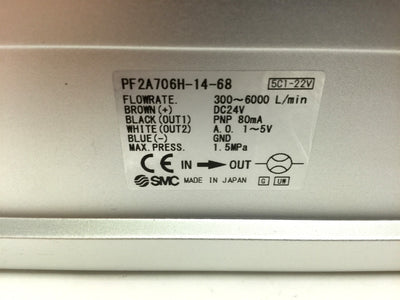 PF2A706H-14-68 5C1-22V
FLOWRATE. 300~6000 L/min
BROWN(+) DC24V
BLACK(OUT1) PNP 80mA
WHITE(OUT2) A.O. 1~5V
BLUE(-) GND
MAX.PRESS. 1.5MPa
CE IN → OUT
SMC MADE IN JAPAN G UW